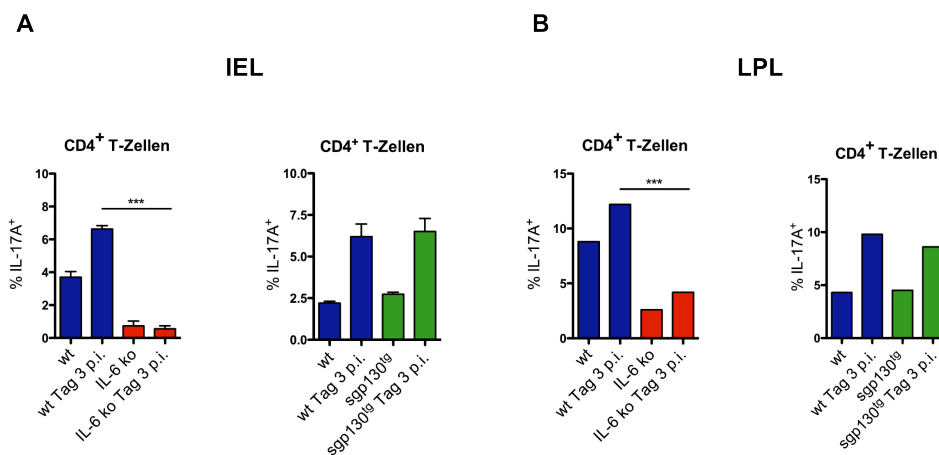 A
IEL
CD4+ T-Zellen
% IL-17A+
10
8
6
4
2
0
***
wt
wt Tag 3 p.i.
IL-6 ko
IL-6 ko Tag 3 p.i.
CD4+ T-Zellen
% IL-17A+
10.0
7.5
5.0
2.5
0.0
wt
wt Tag 3 p.i.
sgp130tg
sgp130tg Tag 3 p.i.
B
LPL
CD4+ T-Zellen
% IL-17A+
15
10
5
0
***
wt
wt Tag 3 p.i.
IL-6 ko
IL-6 ko Tag 3 p.i.
CD4+ T-Zellen
% IL-17A+
15
10
5
0
wt
wt Tag 3 p.i.
sgp130tg
sgp130tg Tag 3 p.i.